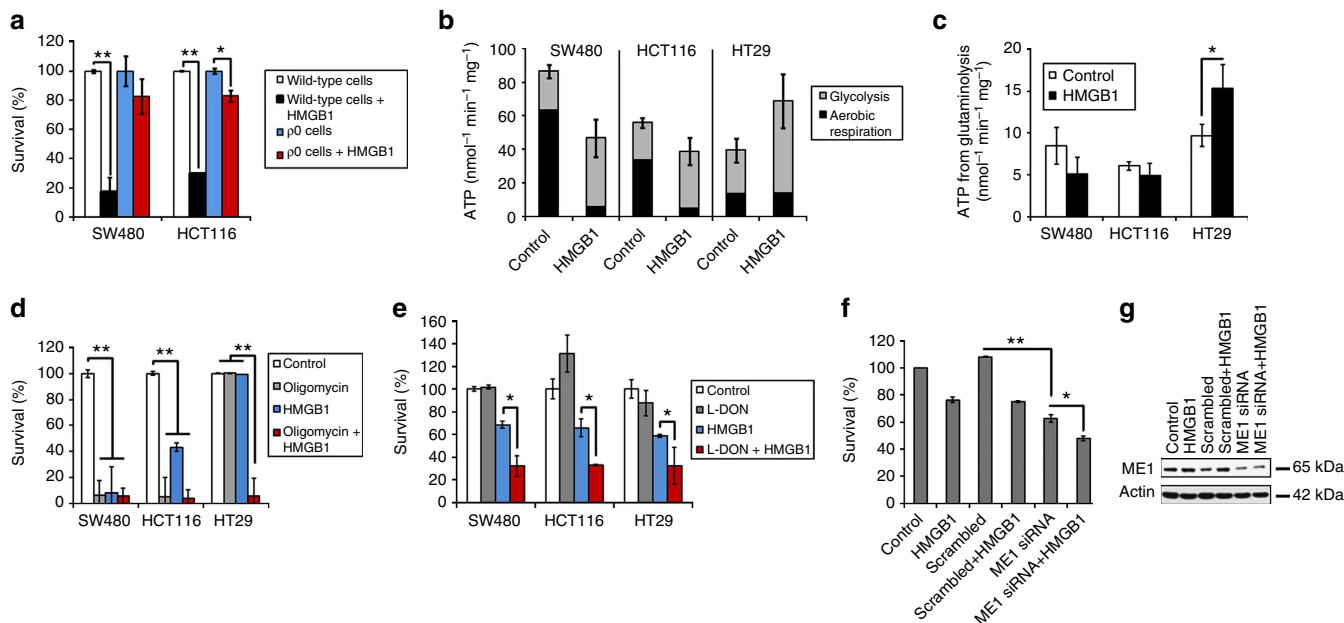 a
Survival (%)
120
100
80
60
40
20
0
**
**
*
SW480
HCT116
Wild-type cells
Wild-type cells +
HMGB1
ρ0 cells
ρ0 cells + HMGB1
b
ATP (nmol⁻¹ min⁻¹ mg⁻¹)
100
80
60
40
20
0
SW480
HCT116
HT29
Control
HMGB1
Control
HMGB1
Control
HMGB1
Glycolysis
Aerobic
respiration
c
ATP from glutaminolysis
(nmol⁻¹ min⁻¹ mg⁻¹)
20
15
10
5
0
Control
HMGB1
*
SW480
HCT116
HT29
d
Survival (%)
120
100
80
60
40
20
0
**
**
**
SW480
HCT116
HT29
Control
Oligomycin
HMGB1
Oligomycin +
HMGB1
e
Survival (%)
160
140
120
100
80
60
40
20
0
*
*
*
SW480
HCT116
HT29
Control
L-DON
HMGB1
L-DON + HMGB1
f
Survival (%)
120
100
80
60
40
20
0
**
*
Control
HMGB1
Scrambled
Scrambled+HMGB1
ME1 siRNA
ME1 siRNA+HMGB1
g
Control
HMGB1
Scrambled
Scrambled+HMGB1
ME1 siRNA
ME1 siRNA+HMGB1
ME1
65 kDa
Actin
42 kDa